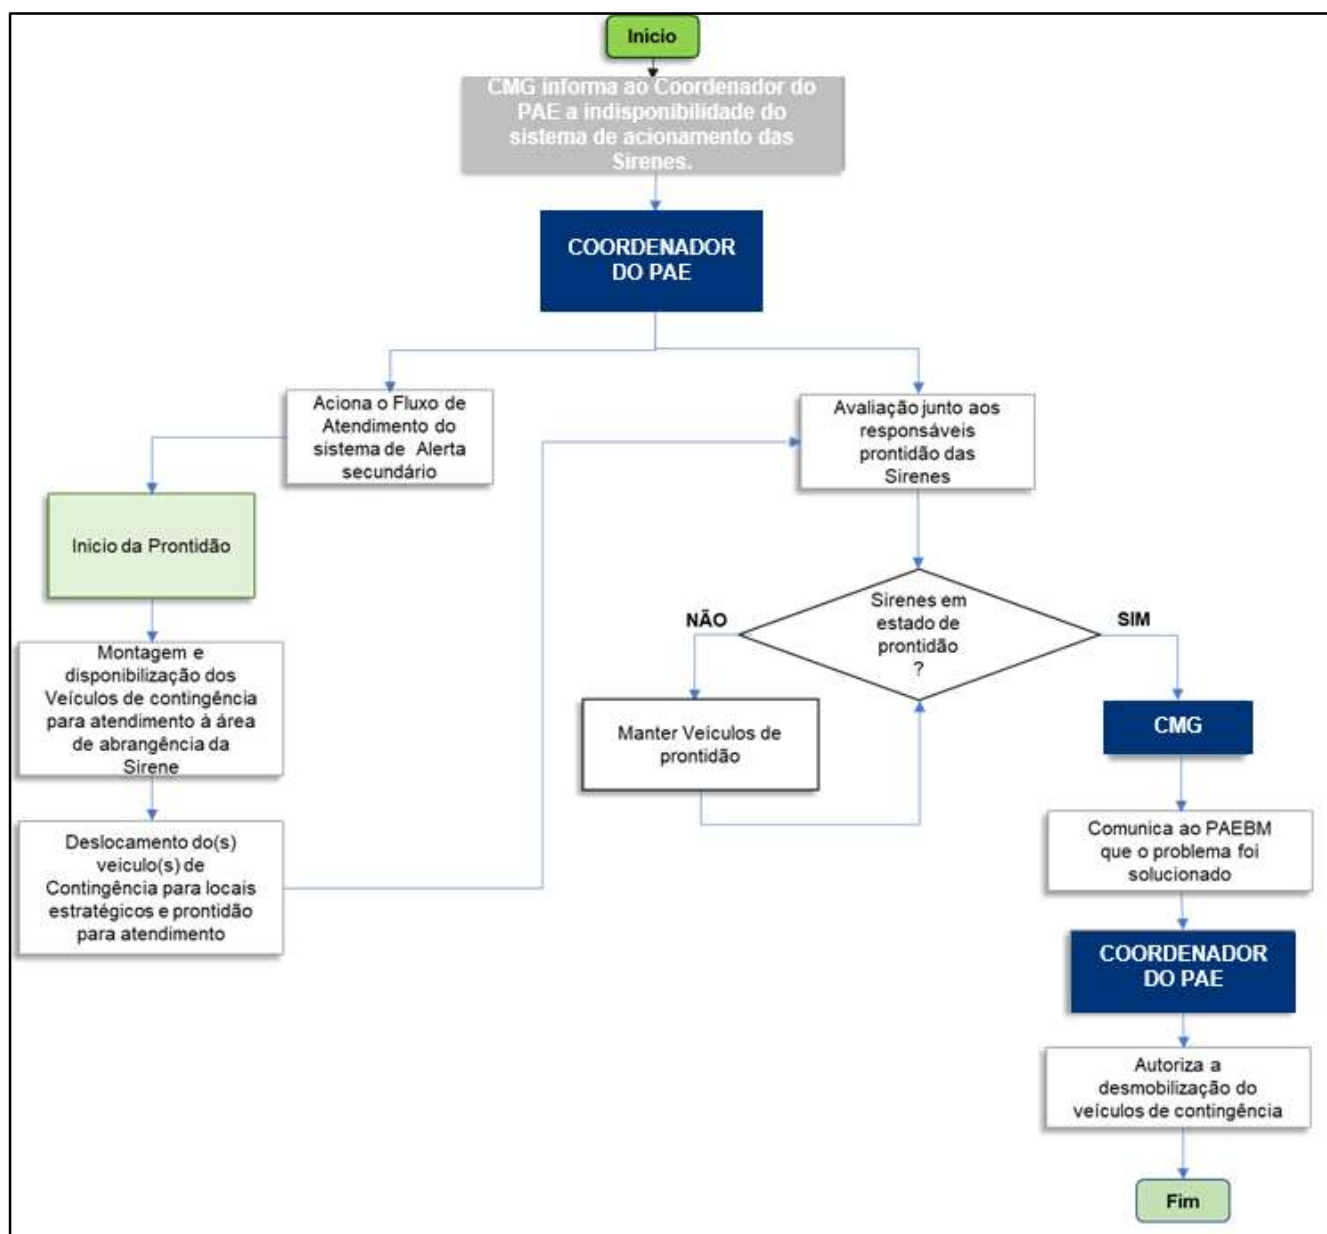 Inicio
CMG informa ao Coordenador do
PAE a indisponibilidade do
sistema de acionamento das
Sirenes.
COORDENADOR
DO PAE
Aciona o Fluxo de
Atendimento do
sistema de Alerta
secundário
Avaliação junto aos
responsáveis
prontidão das
Sirenes
Inicio da Prontidão
Montagem e
disponibilização dos
Veículos de contingência
para atendimento à área
de abrangência da
Sirene
Deslocamento do(s)
veiculo(s) de
Contingência para locais
estratégicos e prontidão
para atendimento
Sirenes em
estado de
prontidão
?
NÃO
SIM
Manter Veículos de
prontidão
CMG
Comunica ao PAEBM
que o problema foi
solucionado
COORDENADOR
DO PAE
Autoriza a
desmobilização do
veículos de contingência
Fim